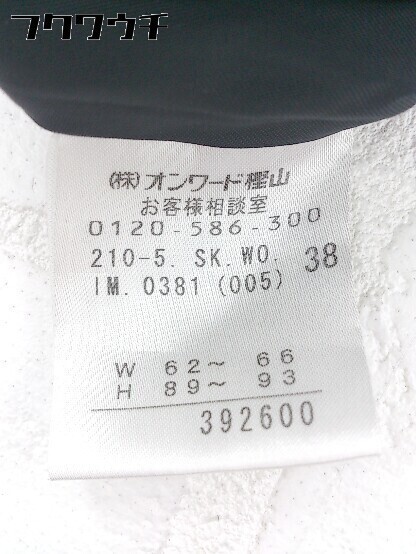 フクウクチ
(株)オンワード樫山
お客様相談室
0120-586-300
210-5. SK. WO. 38
IM. 0381 (005)
W 62～ 66
H 89～ 93
392600